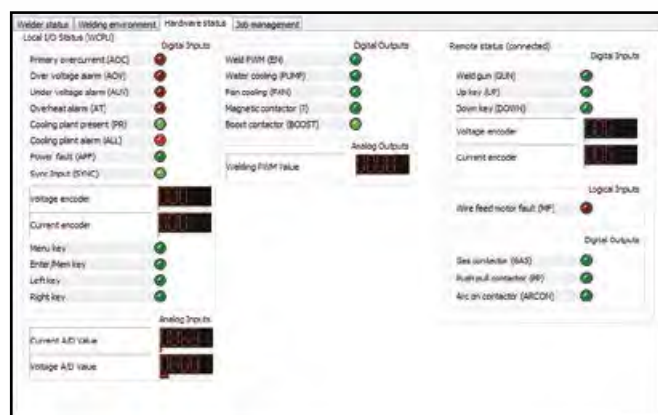 Welder status Welding environment Hardware status Job management
Local I/O Status (WCPU)
Digital Inputs
Primary overcurrent (AOC)
Over voltage alarm (AOV)
Under voltage alarm (AUV)
Overheat alarm (AT)
Cooling plant present (PR)
Cooling plant alarm (ALL)
Power fault (APF)
Sync Input (SYNC)
Voltage encoder
Current encoder
Menu key
Enter/Mem key
Left key
Right key
Analog Inputs
Current A/D Value
Voltage A/D Value
Digital Outputs
Weld PWM (EN)
Water cooling (PUMP)
Fan cooling (FAN)
Magnetic contactor (T)
Boost contactor (BOOST)
Analog Outputs
Welding PWM Value
Remote status (connected)
Digital Inputs
Weld gun (GUN)
Up key (UP)
Down key (DOWN)
Voltage encoder
Current encoder
Logical Inputs
Wire feed motor fault (MF)
Digital Outputs
Gas contactor (GAS)
Push pull contactor (PP)
Arc on contactor (ARCON)